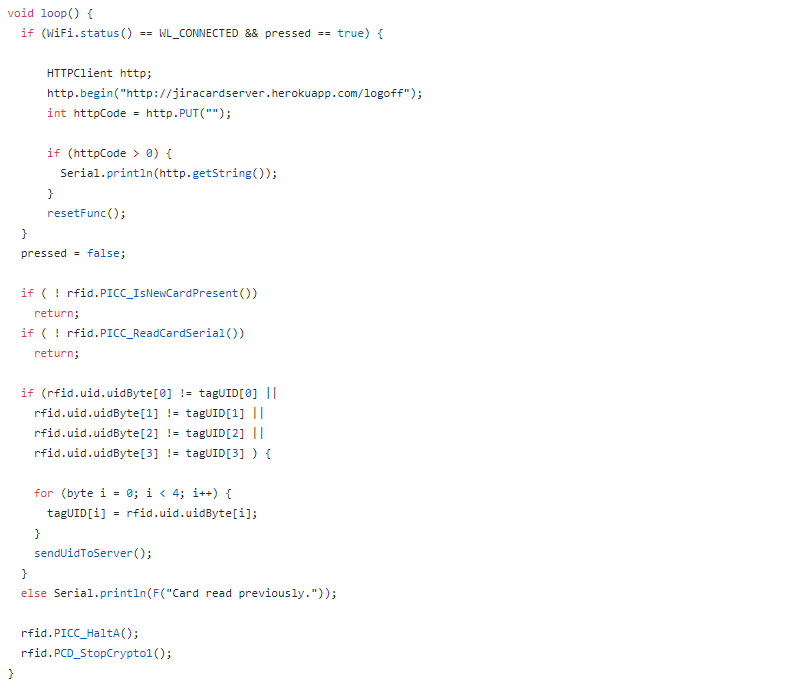 void loop() {
  if (WiFi.status() == WL_CONNECTED && pressed == true) {

      HTTPClient http;
      http.begin("http://jiracardserver.herokuapp.com/logoff");
      int httpCode = http.PUT("");

      if (httpCode > 0) {
        Serial.println(http.getString());
      }
      resetFunc();
  }
  pressed = false;

  if ( ! rfid.PICC_IsNewCardPresent())
    return;
  if ( ! rfid.PICC_ReadCardSerial())
    return;

  if (rfid.uid.uidByte[0] != tagUID[0] ||
    rfid.uid.uidByte[1] != tagUID[1] ||
    rfid.uid.uidByte[2] != tagUID[2] ||
    rfid.uid.uidByte[3] != tagUID[3] ) {

    for (byte i = 0; i < 4; i++) {
      tagUID[i] = rfid.uid.uidByte[i];
    }
    sendUidToServer();
  }
  else Serial.println(F("Card read previously."));

  rfid.PICC_HaltA();
  rfid.PCD_StopCrypto1();
}